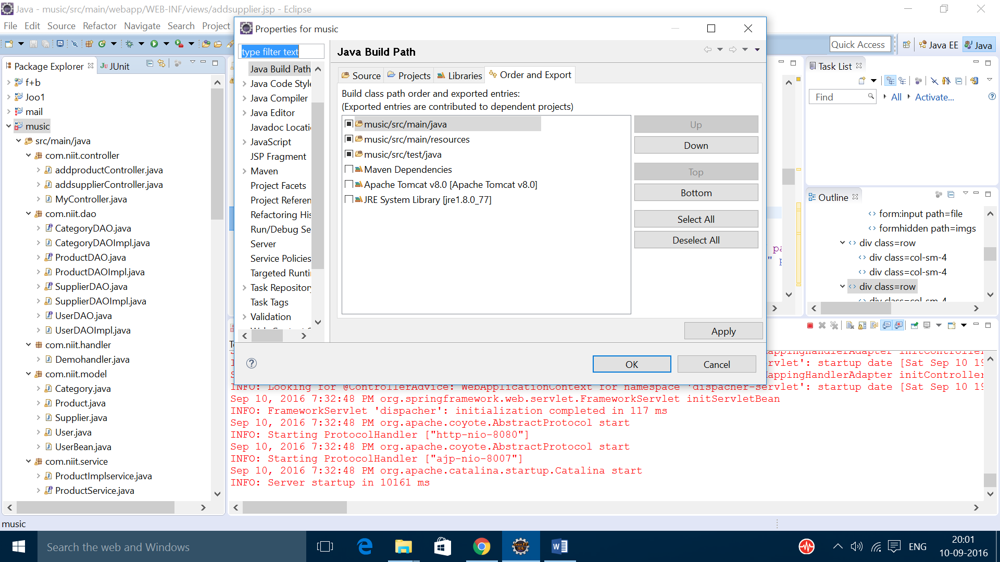 Java - music/src/main/webapp/WEB-INF/views/addsupplier.jsp - Eclipse
File Edit Source Refactor Navigate Search Project
Quick Access
Java EE
Java
Package Explorer
JUnit
f+b
Joo1
mail
music
src/main/java
com.niit.controller
addproductController.java
addsupplierController.java
MyController.java
com.niit.dao
CategoryDAO.java
CategoryDAOImpl.java
ProductDAO.java
ProductDAOImpl.java
SupplierDAO.java
SupplierDAOImpl.java
UserDAO.java
UserDAOImpl.java
com.niit.handler
Demohandler.java
com.niit.model
Category.java
Product.java
Supplier.java
User.java
UserBean.java
com.niit.service
ProductImplservice.java
ProductService.java
Properties for music
type filter text
Java Build Path
Java Code Style
Java Compiler
Java Editor
Javadoc Locati
JavaScript
JSP Fragment
Maven
Project Facets
Project Referen
Refactoring His
Run/Debug Se
Server
Service Policies
Targeted Runti
Task Repository
Task Tags
Validation
Java Build Path
Source
Projects
Libraries
Order and Export
Build class path order and exported entries:
(Exported entries are contributed to dependent projects)
music/src/main/java
music/src/main/resources
music/src/test/java
Maven Dependencies
Apache Tomcat v8.0 [Apache Tomcat v8.0]
JRE System Library [jre1.8.0_77]
Up
Down
Top
Bottom
Select All
Deselect All
Apply
OK
Cancel
Task List
Find
All
Activate...
Outline
form:input path=file
formhidden path=imgs
div class=row
div class=col-sm-4
div class=col-sm-4
div class=row
div class=col-sm-4
pa
" p
MappingHandlerAdapter initController
rvlet': startup date [Sat Sep 10 19
appingHandlerAdapter initController
INFO: Looking for @ControllerAdvice: WebApplicationContext for namespace 'dispacher-servlet': startup date [Sat Sep 10 19
Sep 10, 2016 7:32:48 PM org.springframework.web.servlet.FrameworkServlet initServletBean
INFO: FrameworkServlet 'dispacher': initialization completed in 117 ms
Sep 10, 2016 7:32:48 PM org.apache.coyote.AbstractProtocol start
INFO: Starting ProtocolHandler ["http-nio-8080"]
Sep 10, 2016 7:32:48 PM org.apache.coyote.AbstractProtocol start
INFO: Starting ProtocolHandler ["ajp-nio-8007"]
Sep 10, 2016 7:32:48 PM org.apache.catalina.startup.Catalina start
INFO: Server startup in 10161 ms
music
Search the web and Windows
ENG
20:01
10-09-2016